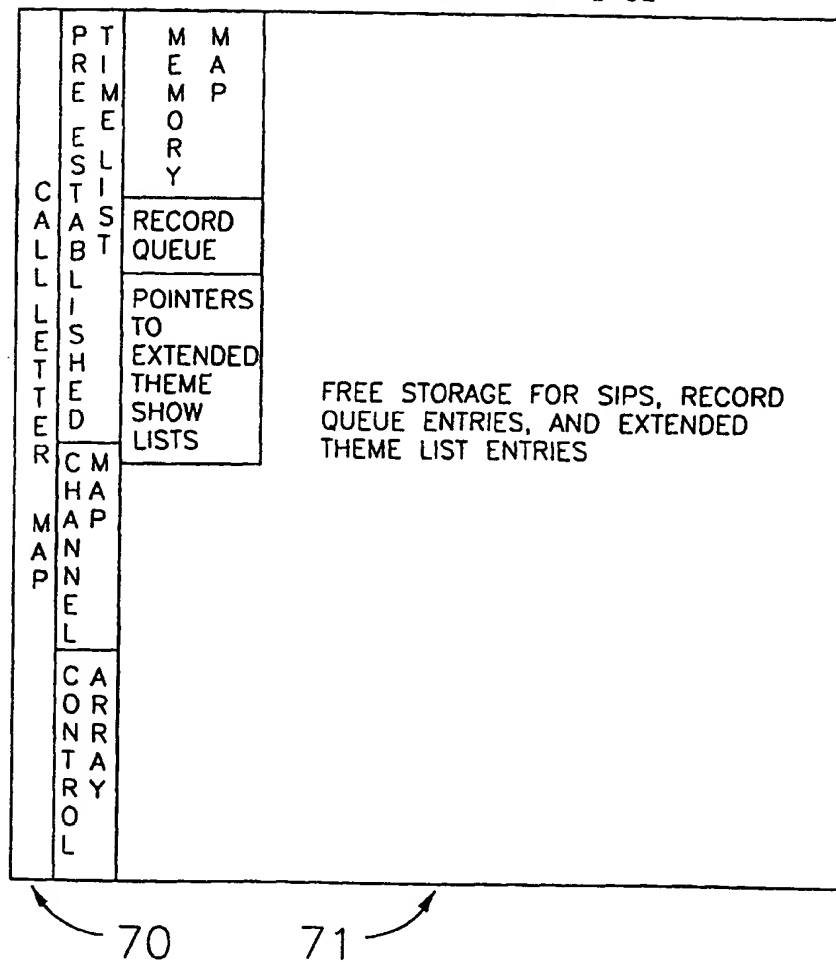 CALL LETTER MAP
PRE ESTABLISHED
TIME LIST
CHANNEL
MAP
CONTROL
ARRAY
MEMORY
MAP
RECORD
QUEUE
POINTERS
TO
EXTENDED
THEME
SHOW
LISTS
FREE STORAGE FOR SIPS, RECORD
QUEUE ENTRIES, AND EXTENDED
THEME LIST ENTRIES
70
71